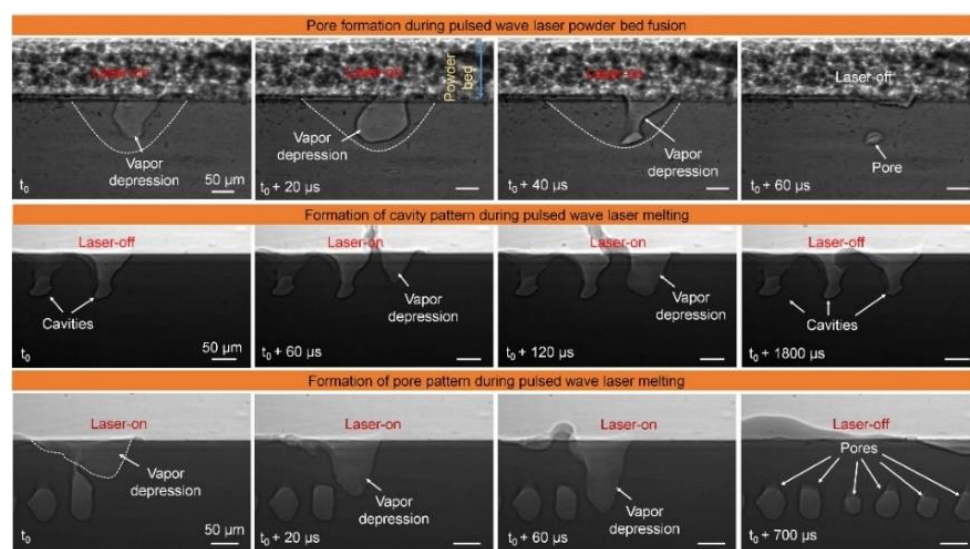 Pore formation during pulsed wave laser powder bed fusion
Laser-on
Vapor
depression
t₀
50 µm
Laser-on
Powder
bed
Vapor
depression
t₀ + 20 µs
Laser-on
Vapor
depression
t₀ + 40 µs
Laser-off
Pore
t₀ + 60 µs
Formation of cavity pattern during pulsed wave laser melting
Laser-off
Cavities
t₀
50 µm
Laser-on
Vapor
depression
t₀ + 60 µs
Laser-on
Vapor
depression
t₀ + 120 µs
Laser-off
Cavities
t₀ + 1800 µs
Formation of pore pattern during pulsed wave laser melting
Laser-on
Vapor
depression
t₀
50 µm
Laser-on
Vapor
depression
t₀ + 20 µs
Laser-on
Vapor
depression
t₀ + 60 µs
Laser-off
Pores
t₀ + 700 µs